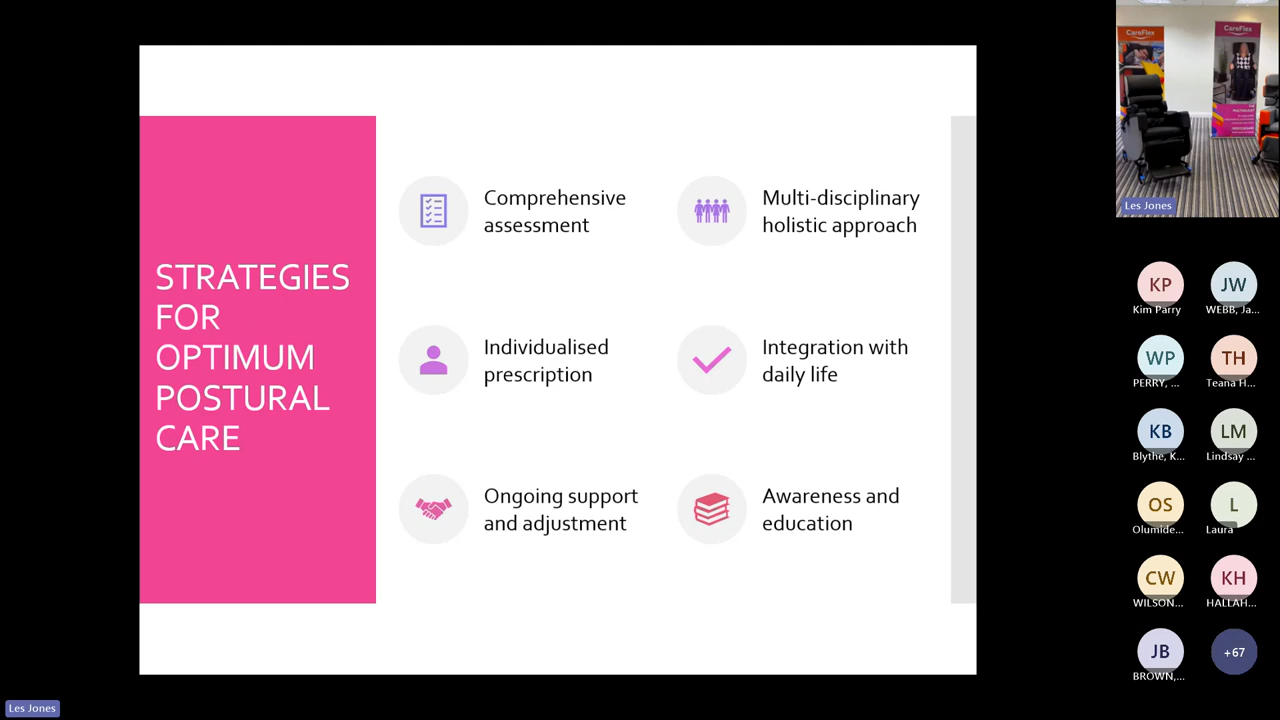 STRATEGIES
FOR
OPTIMUM
POSTURAL
CARE
Comprehensive
assessment
Multi-disciplinary
holistic approach
Individualised
prescription
Integration with
daily life
Ongoing support
and adjustment
Awareness and
education
CareFlex
CareFlex
Les Jones
KP
Kim Parry
JW
WEBB, Ja...
WP
PERRY, ...
TH
Teana H...
KB
Blythe, K...
LM
Lindsay ...
OS
Olumide...
L
Laura
CW
WILSON...
KH
HALLAH...
JB
BROWN,...
+67
Les Jones